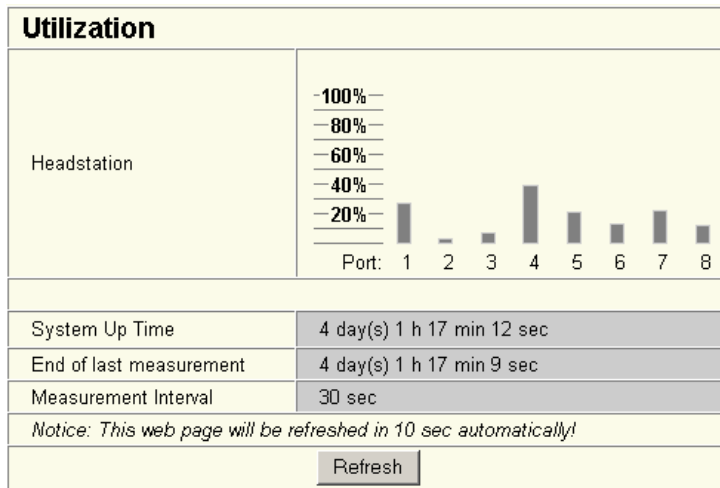 Utilization
Headstation
100%
80%
60%
40%
20%
Port: 1 2 3 4 5 6 7 8
System Up Time 4 day(s) 1 h 17 min 12 sec
End of last measurement 4 day(s) 1 h 17 min 9 sec
Measurement Interval 30 sec
Notice: This web page will be refreshed in 10 sec automatically!
Refresh